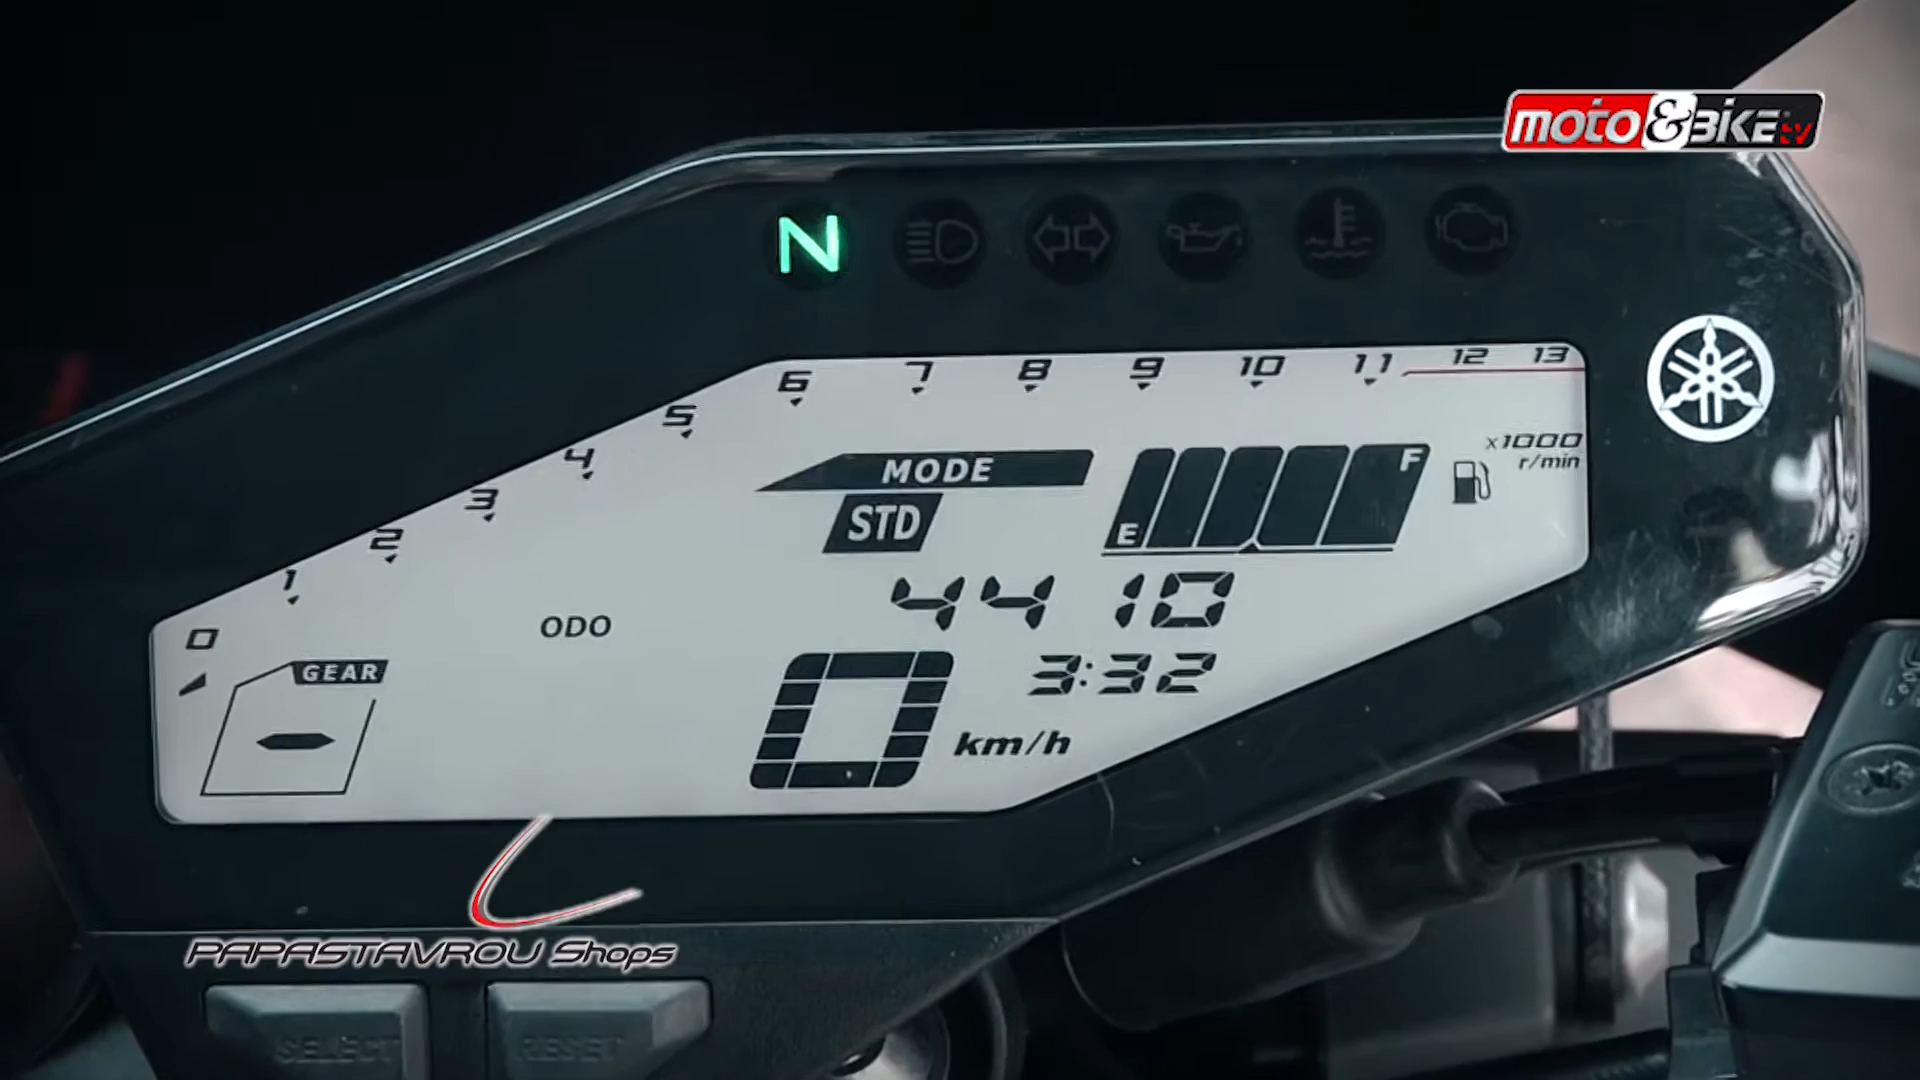 moto&BIKE.tv
N
0 1 2 3 4 5 6 7 8 9 10 11 12 13
x1000
r/min
MODE
STD
E F
ODO
4410
GEAR
3:32
0 km/h
PAPASTAVROU Shops
SELECT RESET